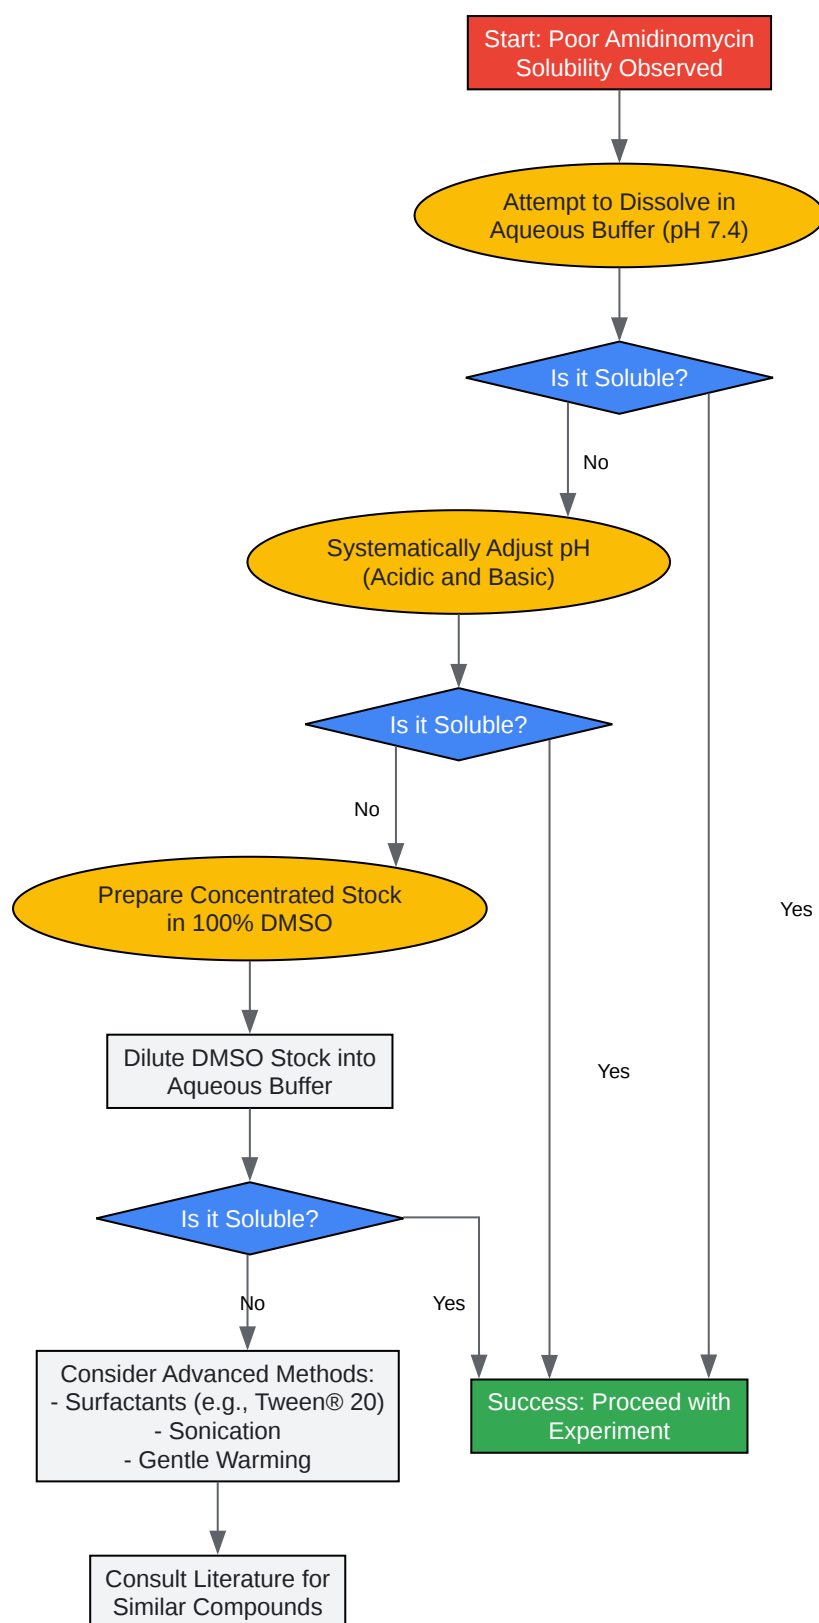 Start: Poor Amidinomycin
Solubility Observed
Attempt to Dissolve in
Aqueous Buffer (pH 7.4)
Is it Soluble?
No
Systematically Adjust pH
(Acidic and Basic)
Is it Soluble?
No
Prepare Concentrated Stock
in 100% DMSO
Yes
Dilute DMSO Stock into
Aqueous Buffer
Yes
Is it Soluble?
No
Yes
Consider Advanced Methods:
- Surfactants (e.g., Tween® 20)
- Sonication
- Gentle Warming
Success: Proceed with
Experiment
Consult Literature for
Similar Compounds